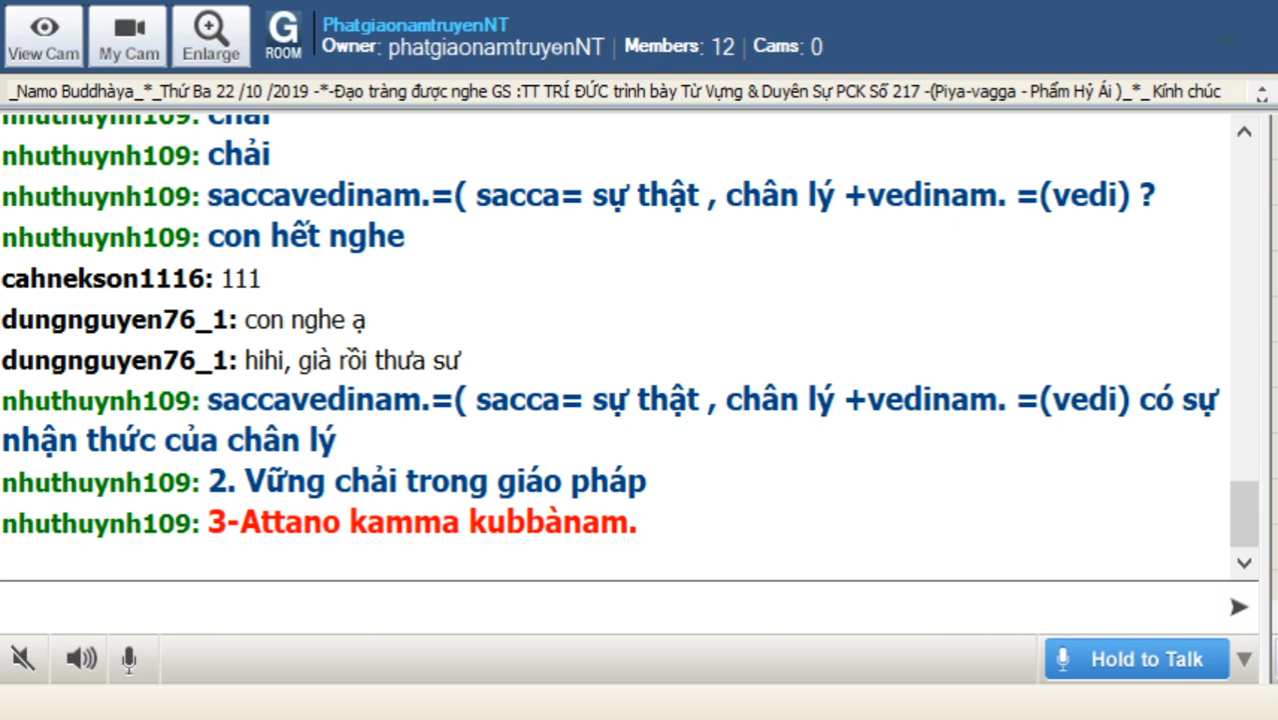 PhatgiaonamtruyenNT
View Cam My Cam Enlarge G ROOM Owner: phatgiaonamtruyenNT | Members: 12 | Cams: 0
_Namo Buddhàya_*_Thứ Ba 22 /10 /2019 -*-Đạo tràng được nghe GS :TT TRÍ ĐỨC trình bày Từ Vựng & Duyên Sự PCK Số 217 -(Piya-vagga - Phẩm Hỷ Ái )_*_ Kính chúc
nhuthuynh109: chải
nhuthuynh109: chải
nhuthuynh109: saccavedinam.=( sacca= sự thật , chân lý +vedinam. =(vedi) ?
nhuthuynh109: con hết nghe
cahnekson1116: 111
dungnguyen76_1: con nghe ạ
dungnguyen76_1: hihi, già rồi thưa sư
nhuthuynh109: saccavedinam.=( sacca= sự thật , chân lý +vedinam. =(vedi) có sự
nhận thức của chân lý
nhuthuynh109: 2. Vững chải trong giáo pháp
nhuthuynh109: 3-Attano kamma kubbànam.
Hold to Talk